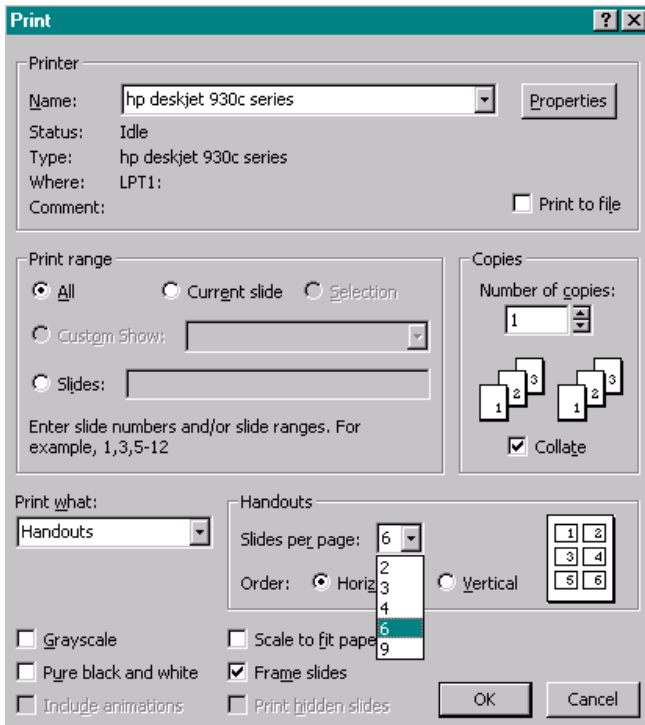 Print
Printer
Name: hp deskjet 930c series Properties
Status: Idle
Type: hp deskjet 930c series
Where: LPT1:
Comment: Print to file
Print range
All Current slide Selection
Custom Show:
Slides:
Enter slide numbers and/or slide ranges. For
example, 1,3,5-12
Copies
Number of copies:
1
1 2 3 1 2 3
Collate
Print what:
Handouts
Handouts
Slides per page: 6
2
3
4
6
9
Order: Horiz Vertical
1 2
3 4
5 6
Grayscale Scale to fit pape
Pure black and white Frame slides
Include animations Print hidden slides
OK Cancel